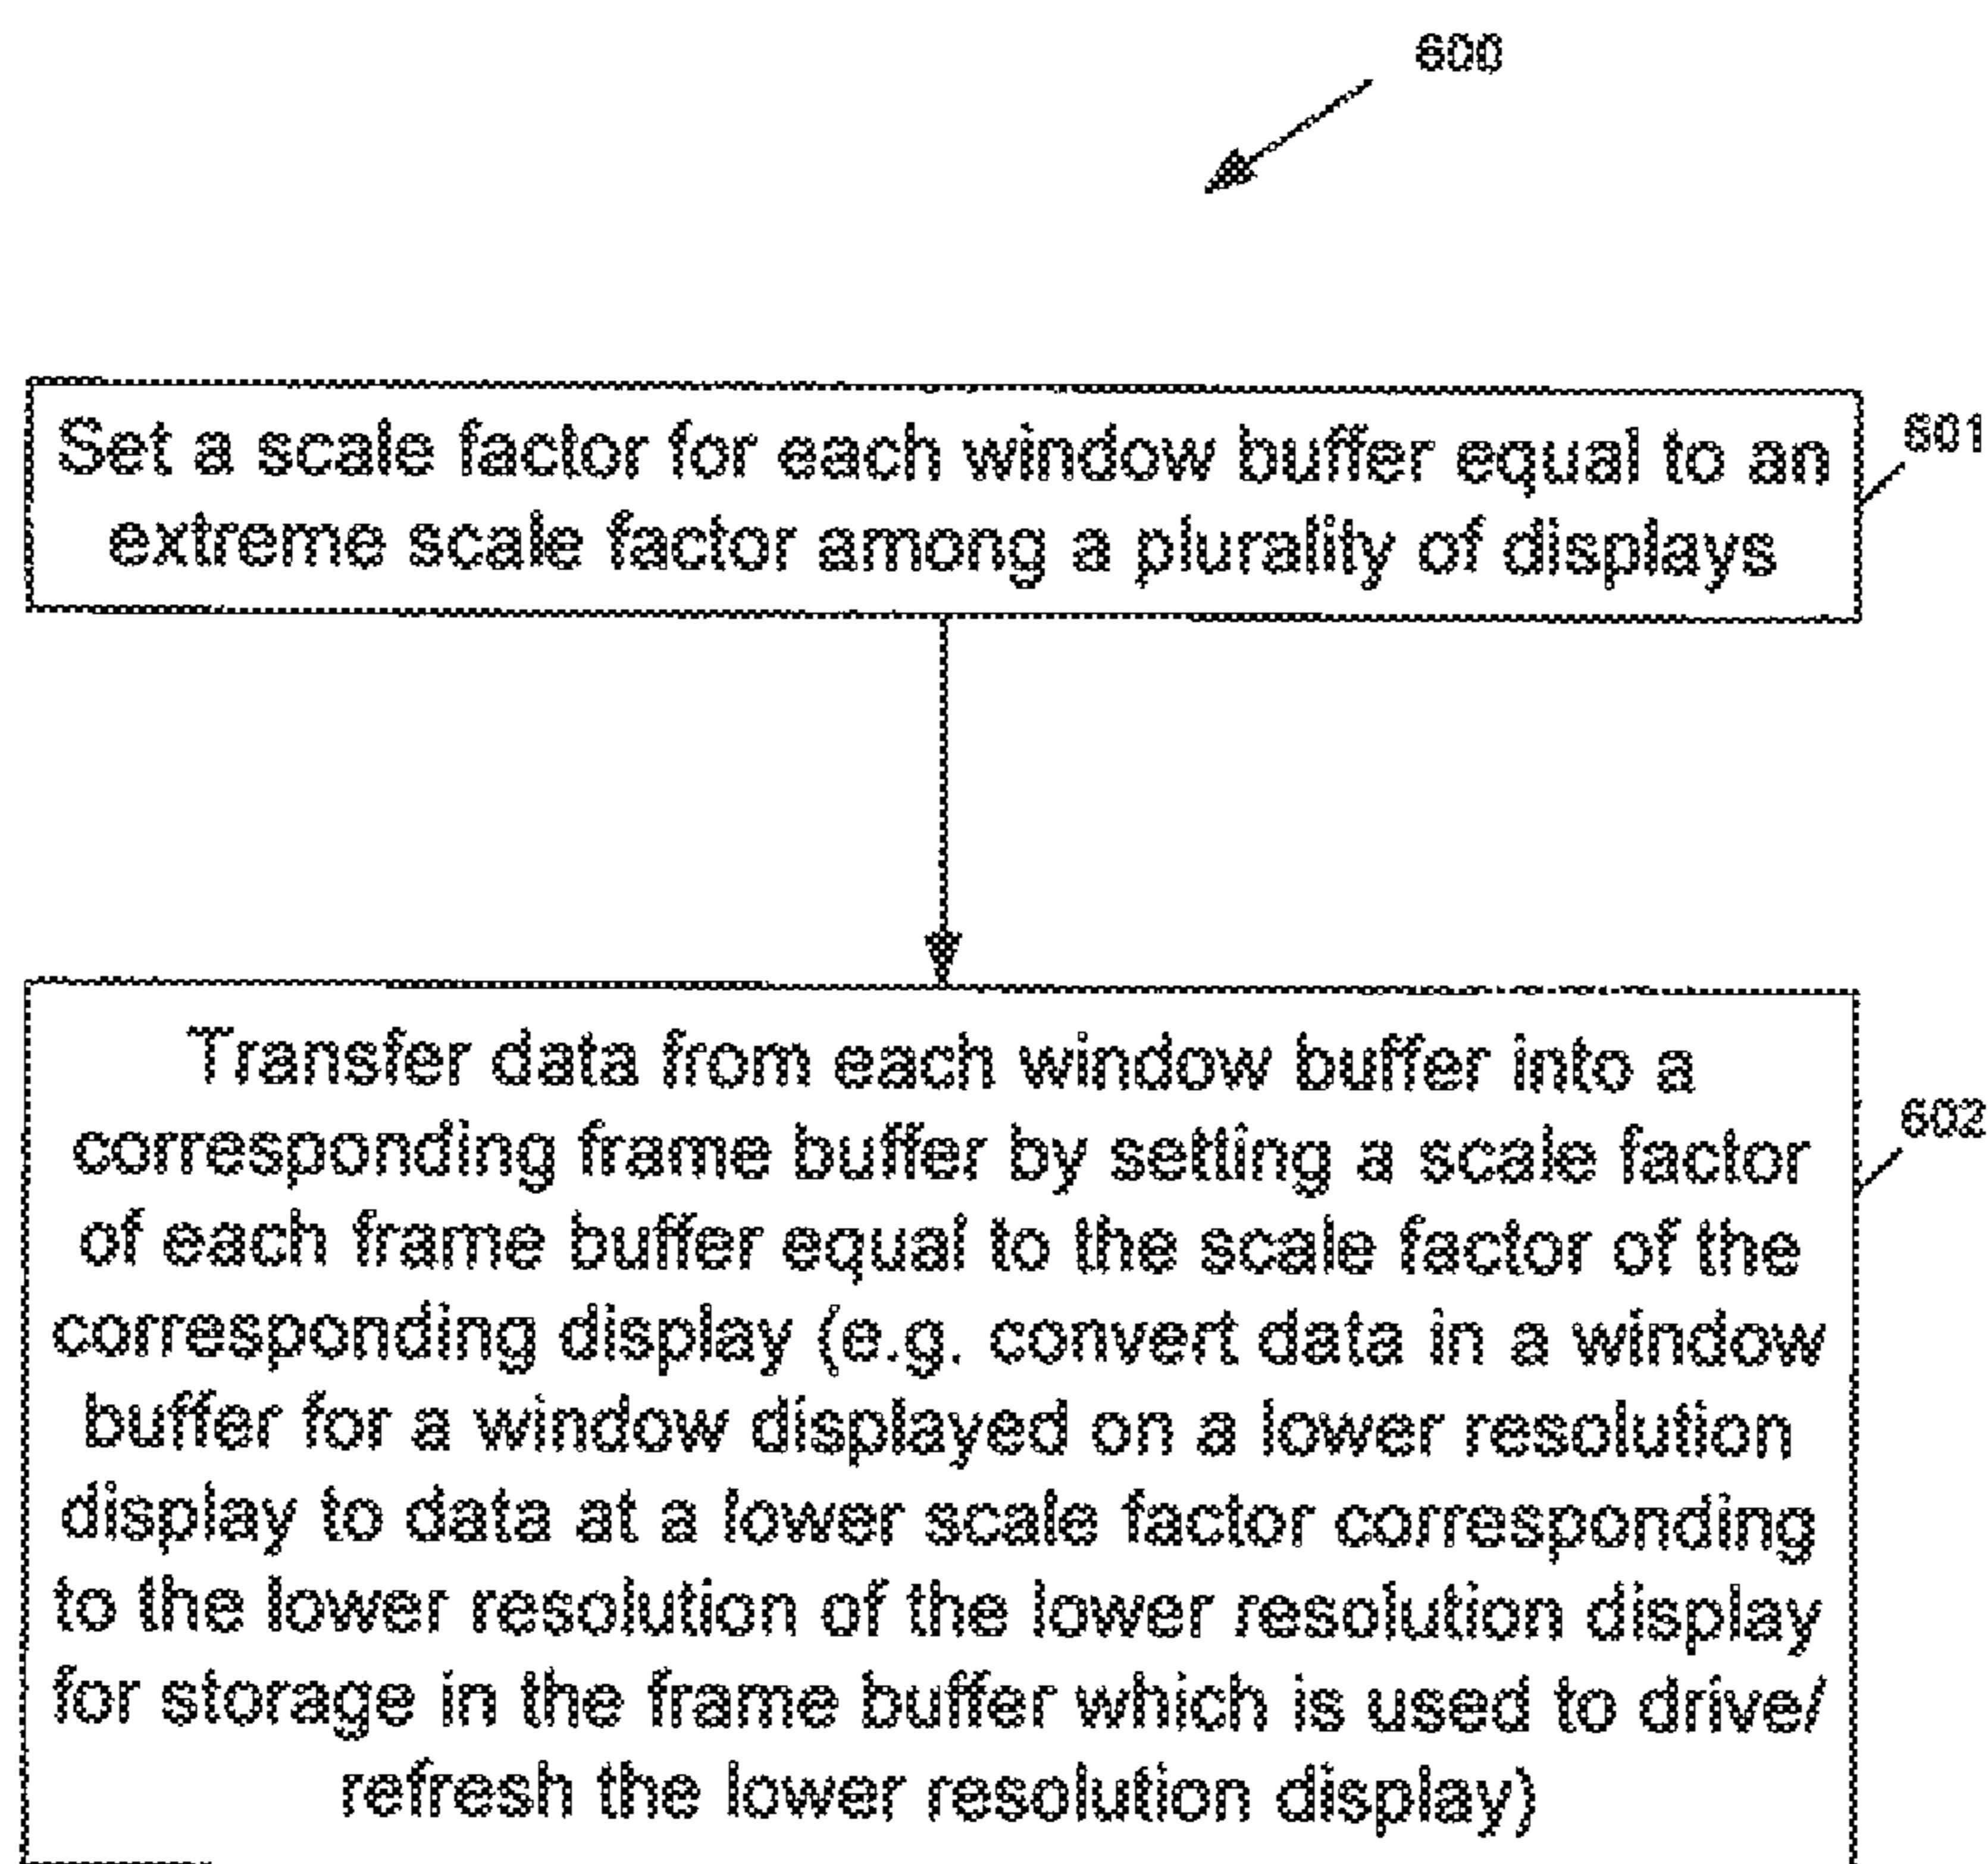 600
Set a scale factor for each window buffer equal to an
601
extreme scale factor among a plurality of displays
Transfer data from each window buffer into a
corresponding frame buffer by setting a scale factor
602
of each frame buffer equal to the scale factor of the
corresponding display (e.g. convert data in a window
buffer for a window displayed on a lower resolution
display to data at a lower scale factor corresponding
to the lower resolution of the lower resolution display
for storage in the frame buffer which is used to drive/
refresh the lower resolution display)